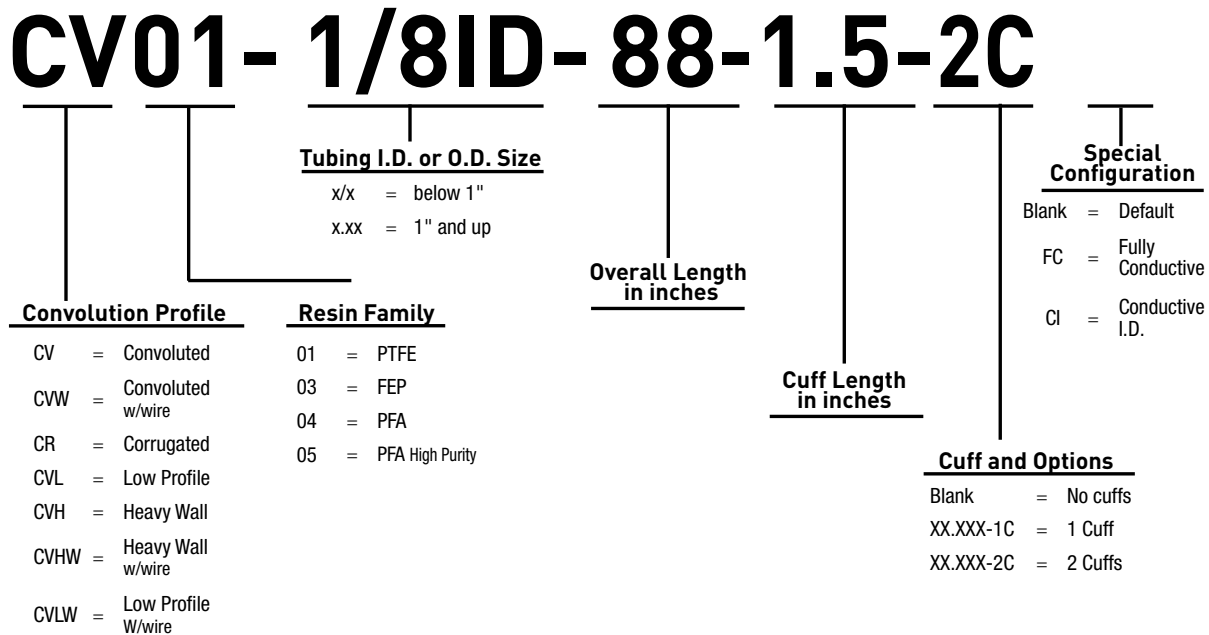 CV01- 1/8ID- 88-1.5-2C
Tubing I.D. or O.D. Size
x/x = below 1"
x.xx = 1" and up
Special
Configuration
Blank = Default
FC = Fully
Conductive
CI = Conductive
I.D.
Overall Length
in inches
Convolution Profile
CV = Convoluted
CVW = Convoluted
w/wire
CR = Corrugated
CVL = Low Profile
CVH = Heavy Wall
CVHW = Heavy Wall
w/wire
CVLW = Low Profile
W/wire
Resin Family
01 = PTFE
03 = FEP
04 = PFA
05 = PFA High Purity
Cuff Length
in inches
Cuff and Options
Blank = No cuffs
XX.XXX-1C = 1 Cuff
XX.XXX-2C = 2 Cuffs